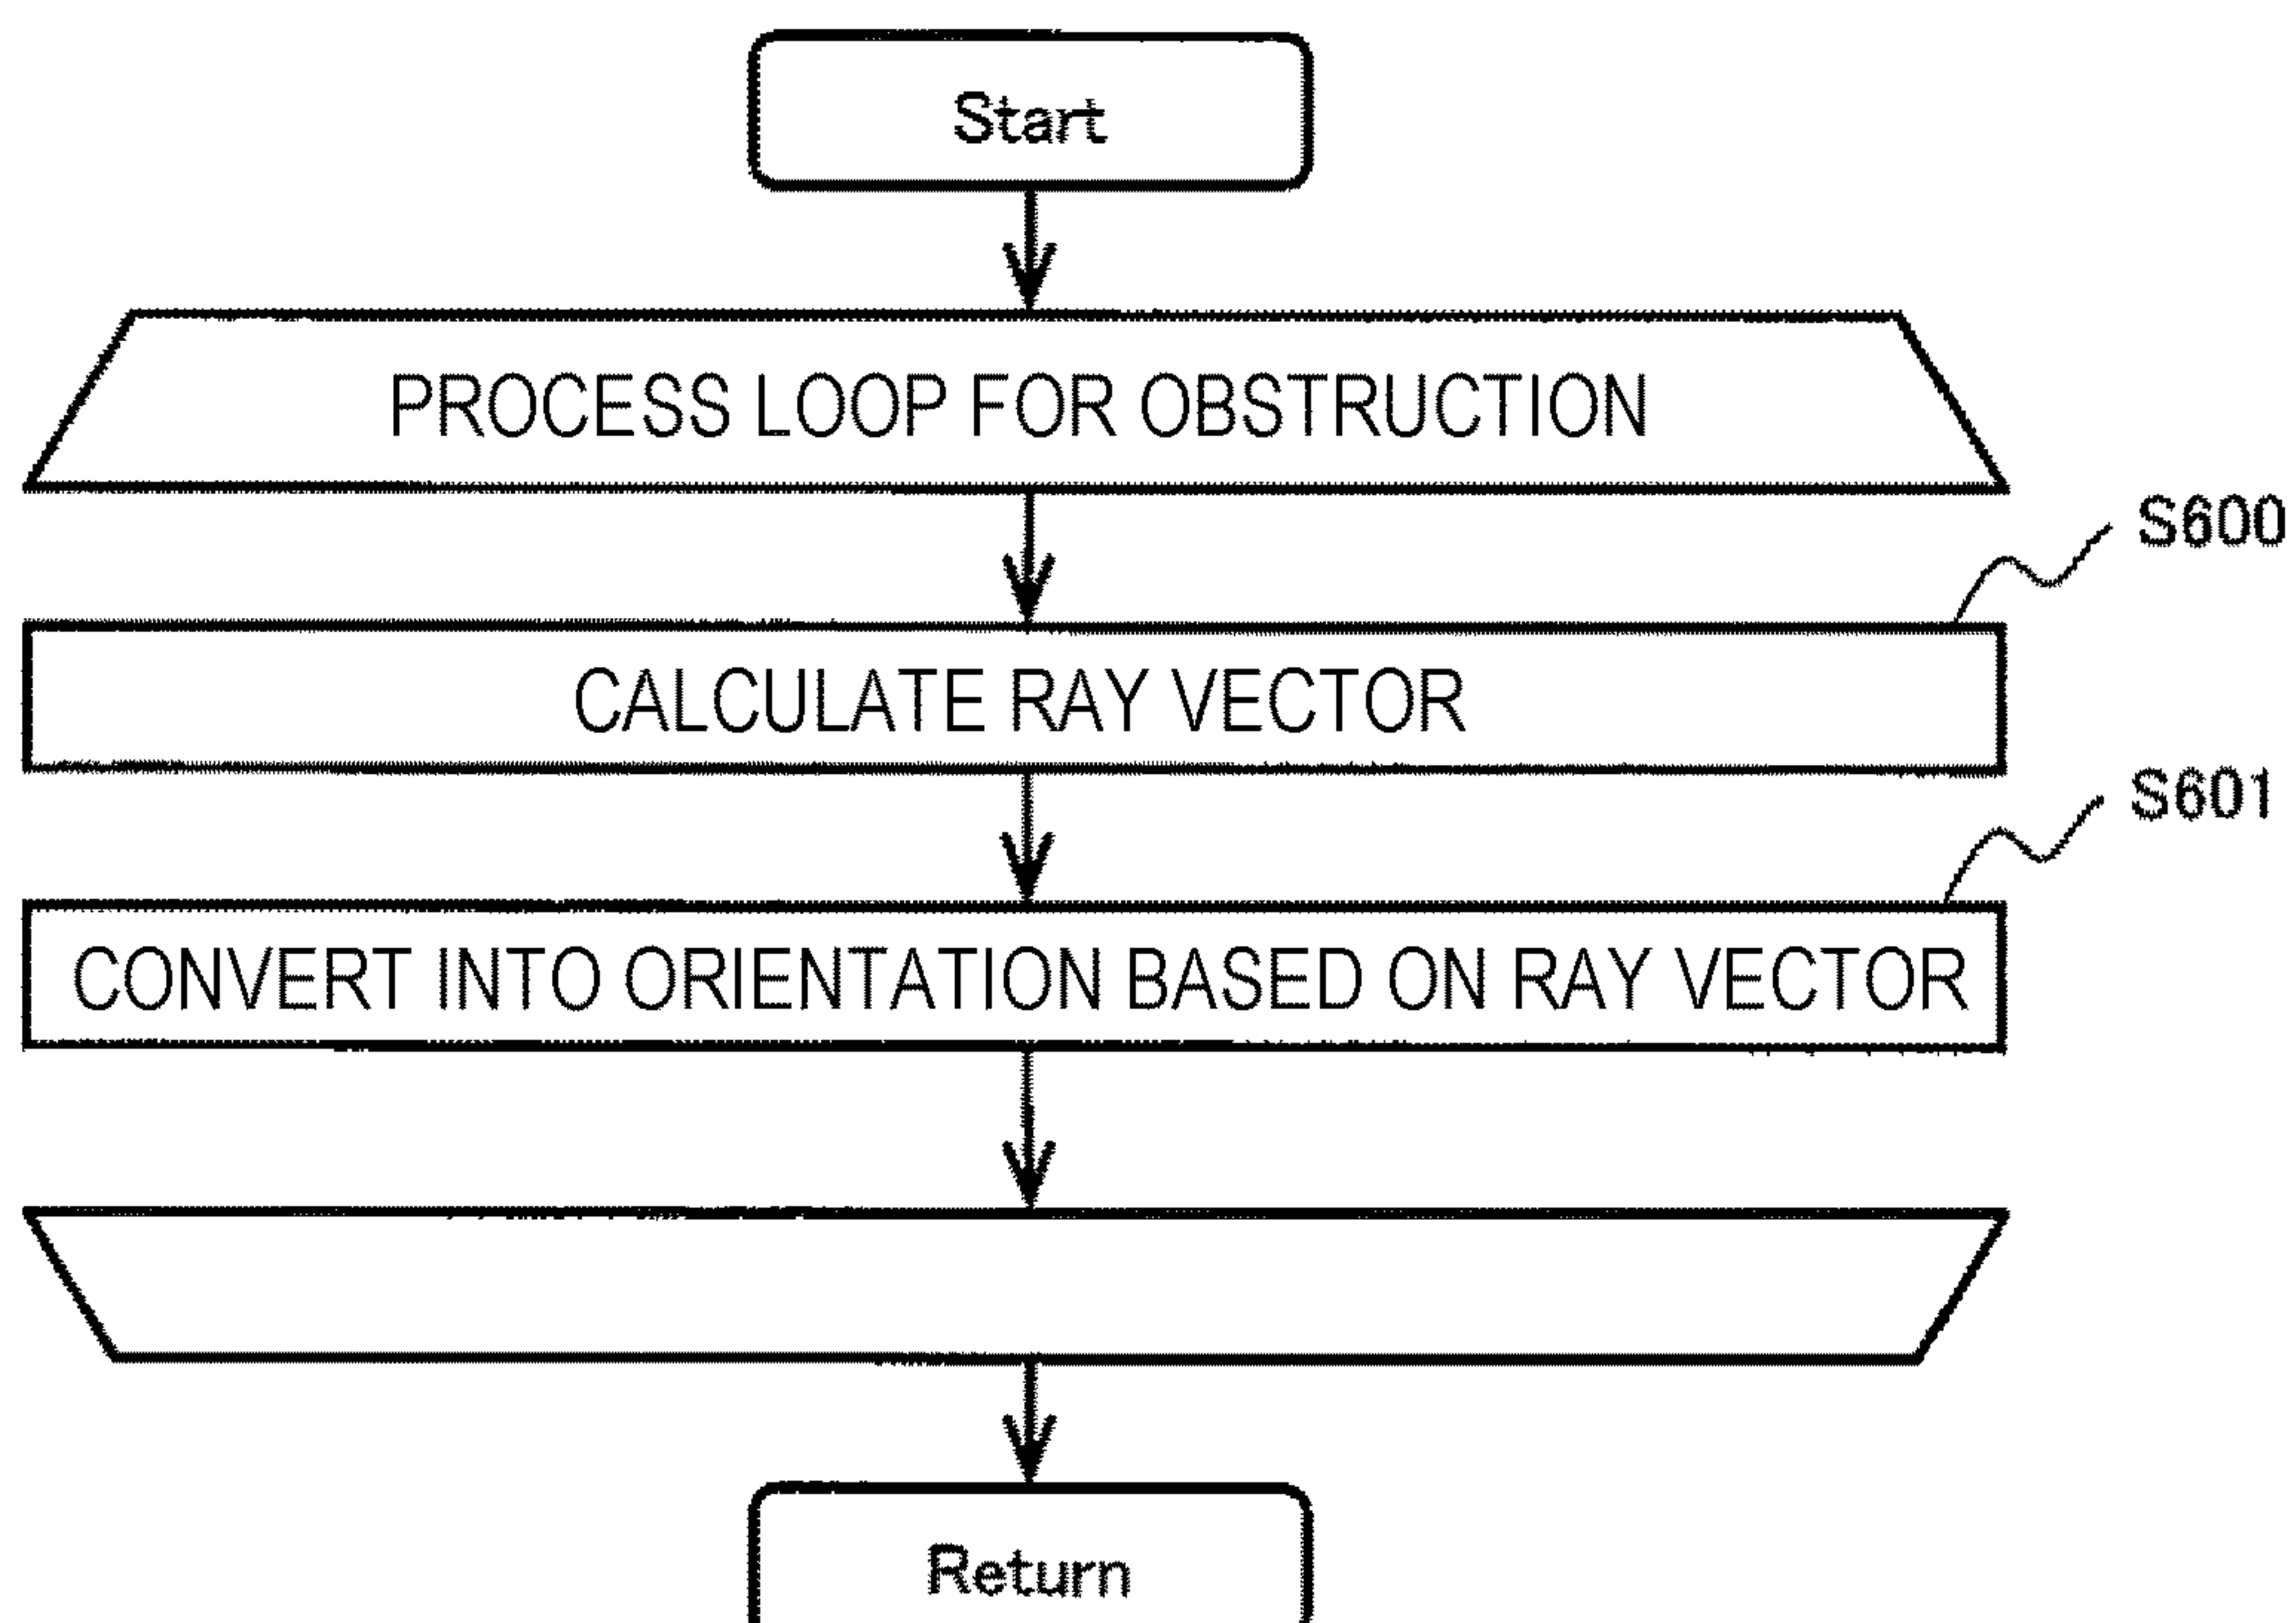 Start
PROCESS LOOP FOR OBSTRUCTION
S600
CALCULATE RAY VECTOR
S601
CONVERT INTO ORIENTATION BASED ON RAY VECTOR
Return